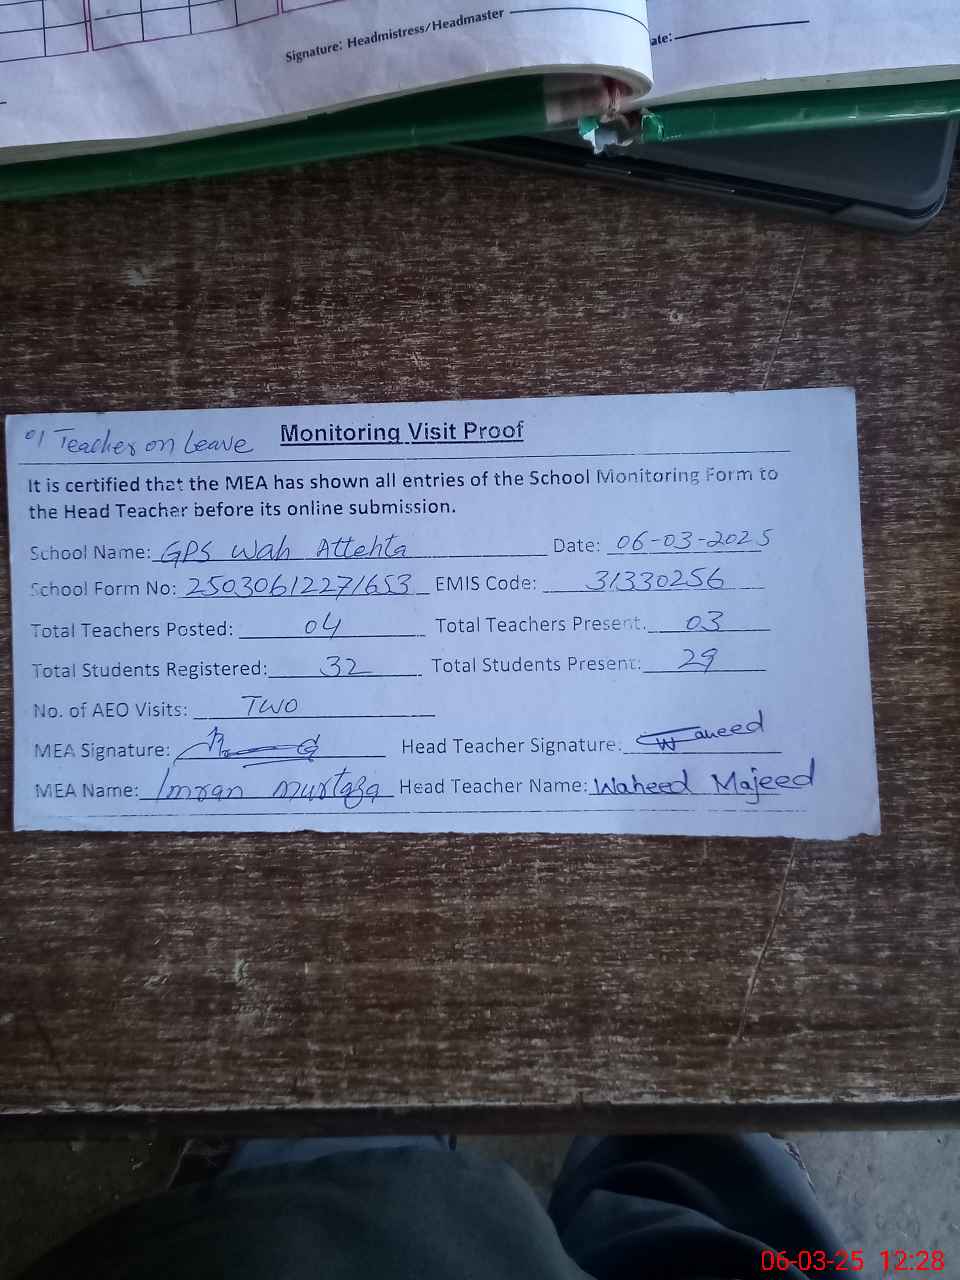 Signature: Headmistress/Headmaster
ate:
01 Teacher on Leave
Monitoring Visit Proof
It is certified that the MEA has shown all entries of the School Monitoring Form to
the Head Teacher before its online submission.
School Name: GPS Wah Attehta Date: 06-03-2025
School Form No: 25030612271653 EMIS Code: 31330256
Total Teachers Posted: 04 Total Teachers Present: 03
Total Students Registered: 32 Total Students Present: 29
No. of AEO Visits: Two
MEA Signature: Head Teacher Signature: Waheed
MEA Name: Imran Murtaza Head Teacher Name: Waheed Majeed
06-03-25 12:28